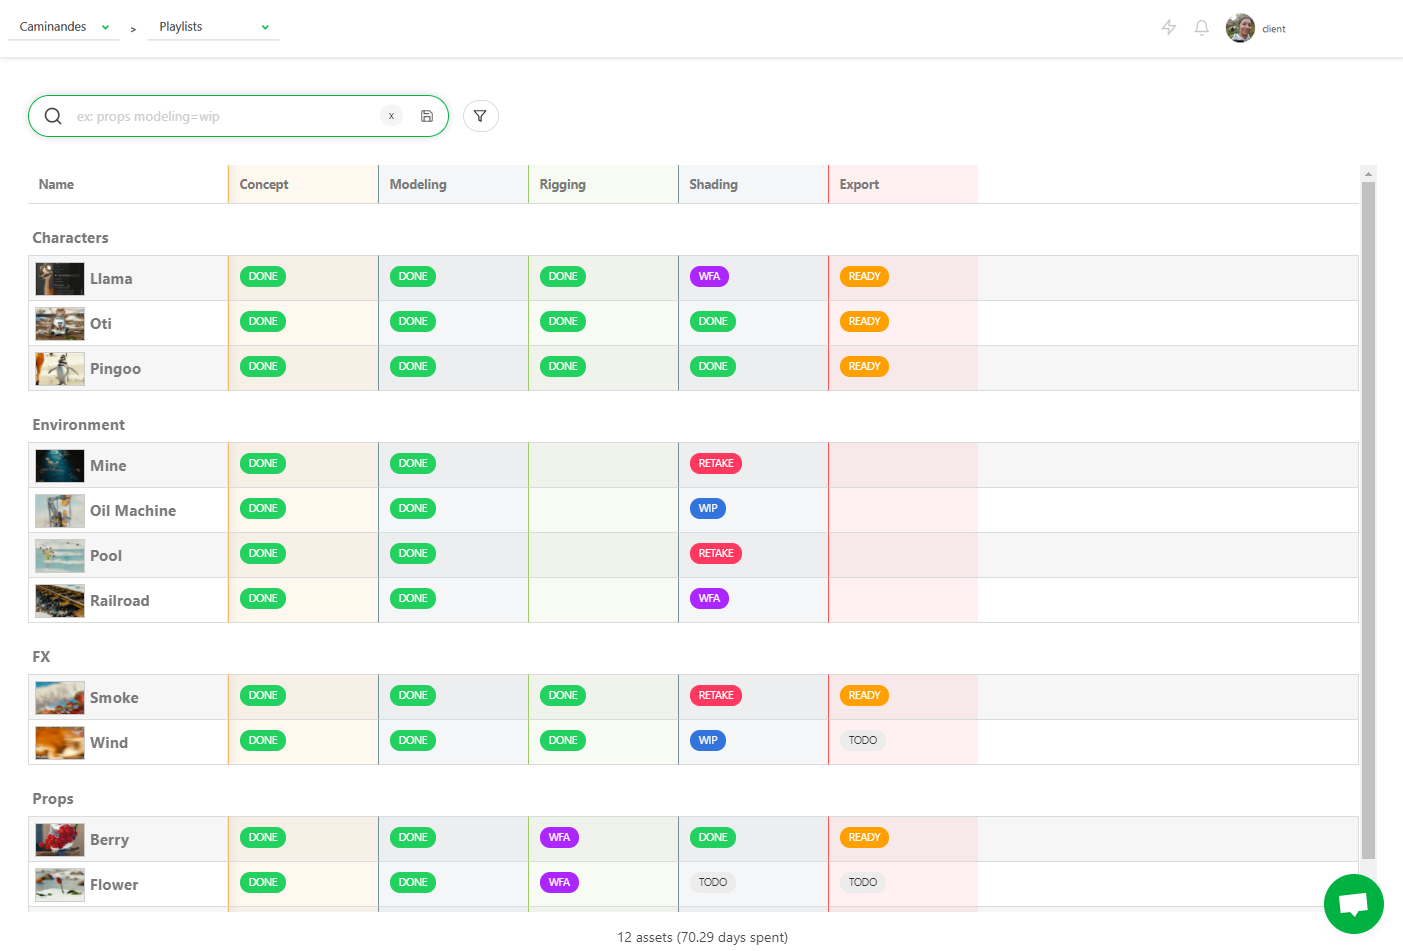 Caminandes > Playlists client
ex: props modeling=wip x
Name Concept Modeling Rigging Shading Export
Characters
Llama DONE DONE DONE WFA READY
Oti DONE DONE DONE DONE READY
Pingoo DONE DONE DONE DONE READY
Environment
Mine DONE DONE RETAKE
Oil Machine DONE DONE WIP
Pool DONE DONE RETAKE
Railroad DONE DONE WFA
FX
Smoke DONE DONE DONE RETAKE READY
Wind DONE DONE DONE WIP TODO
Props
Berry DONE DONE WFA DONE READY
Flower DONE DONE WFA TODO TODO
12 assets (70.29 days spent)